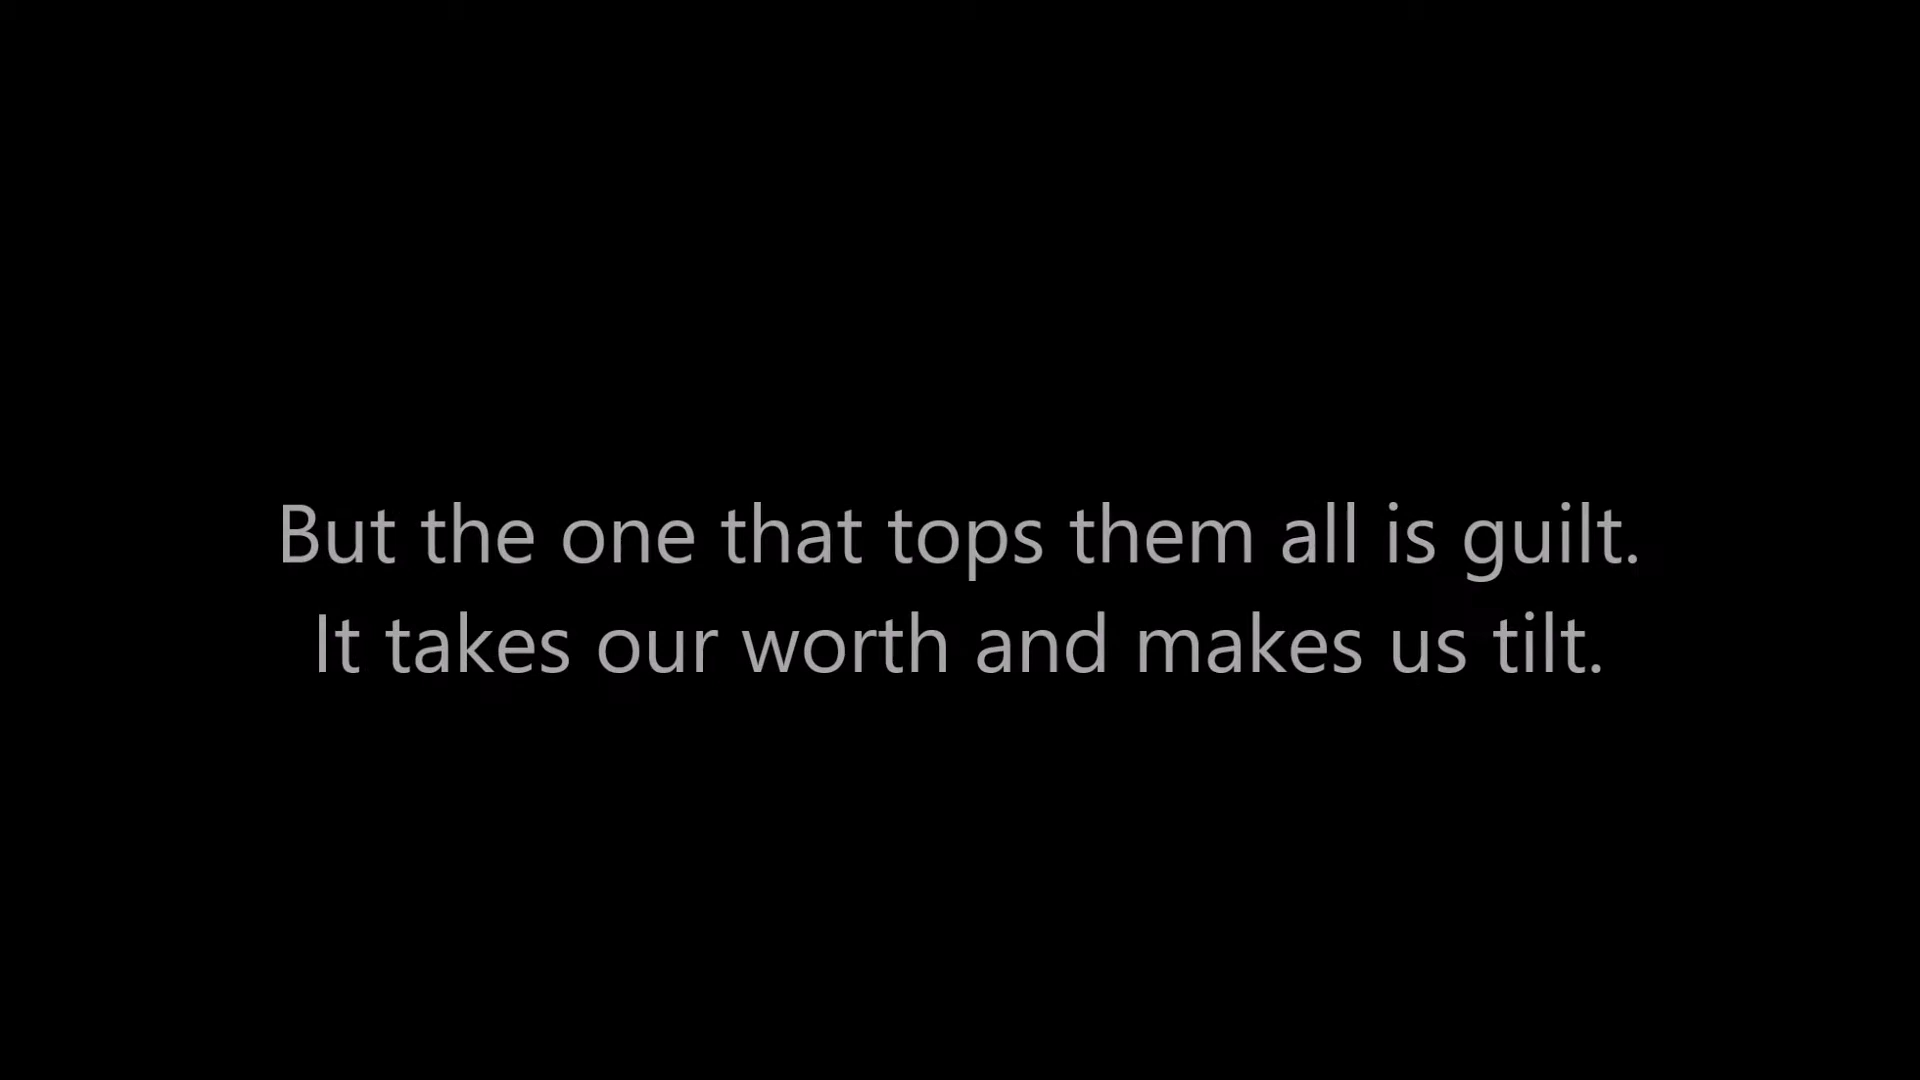 But the one that tops them all is guilt.
It takes our worth and makes us tilt.